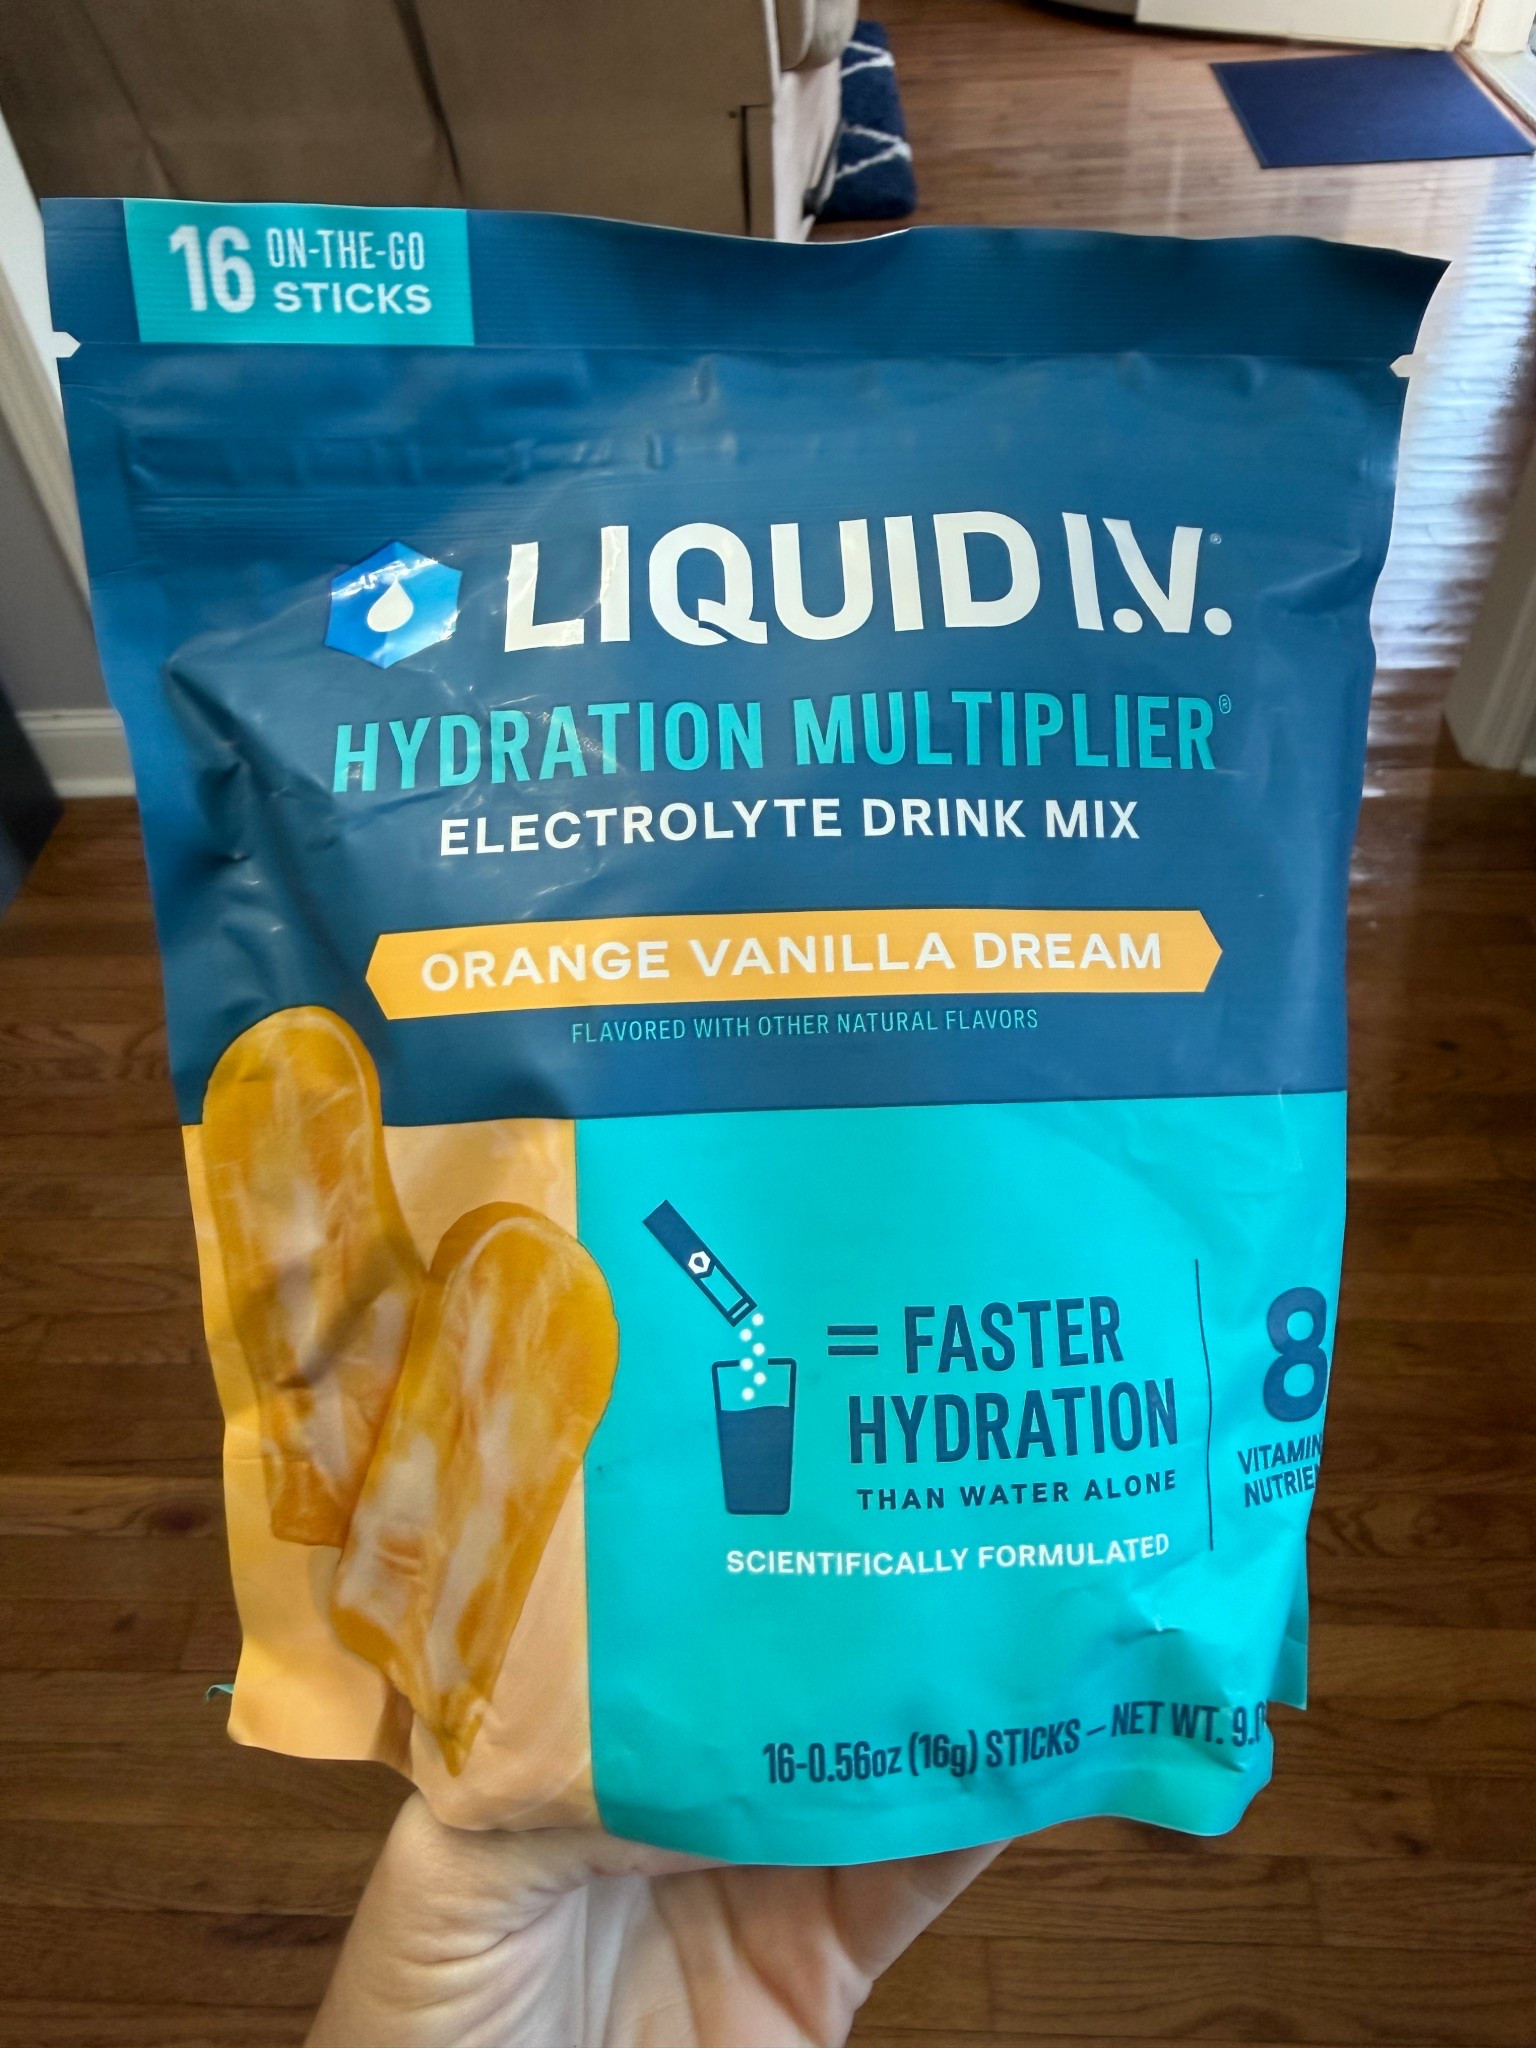 16 ON-THE-GO
STICKS
LIQUID I.V.®
HYDRATION MULTIPLIER®
ELECTROLYTE DRINK MIX
ORANGE VANILLA DREAM
FLAVORED WITH OTHER NATURAL FLAVORS
= FASTER
HYDRATION
THAN WATER ALONE
SCIENTIFICALLY FORMULATED
8
16-0.56oz (16g) STICKS – NET WT.